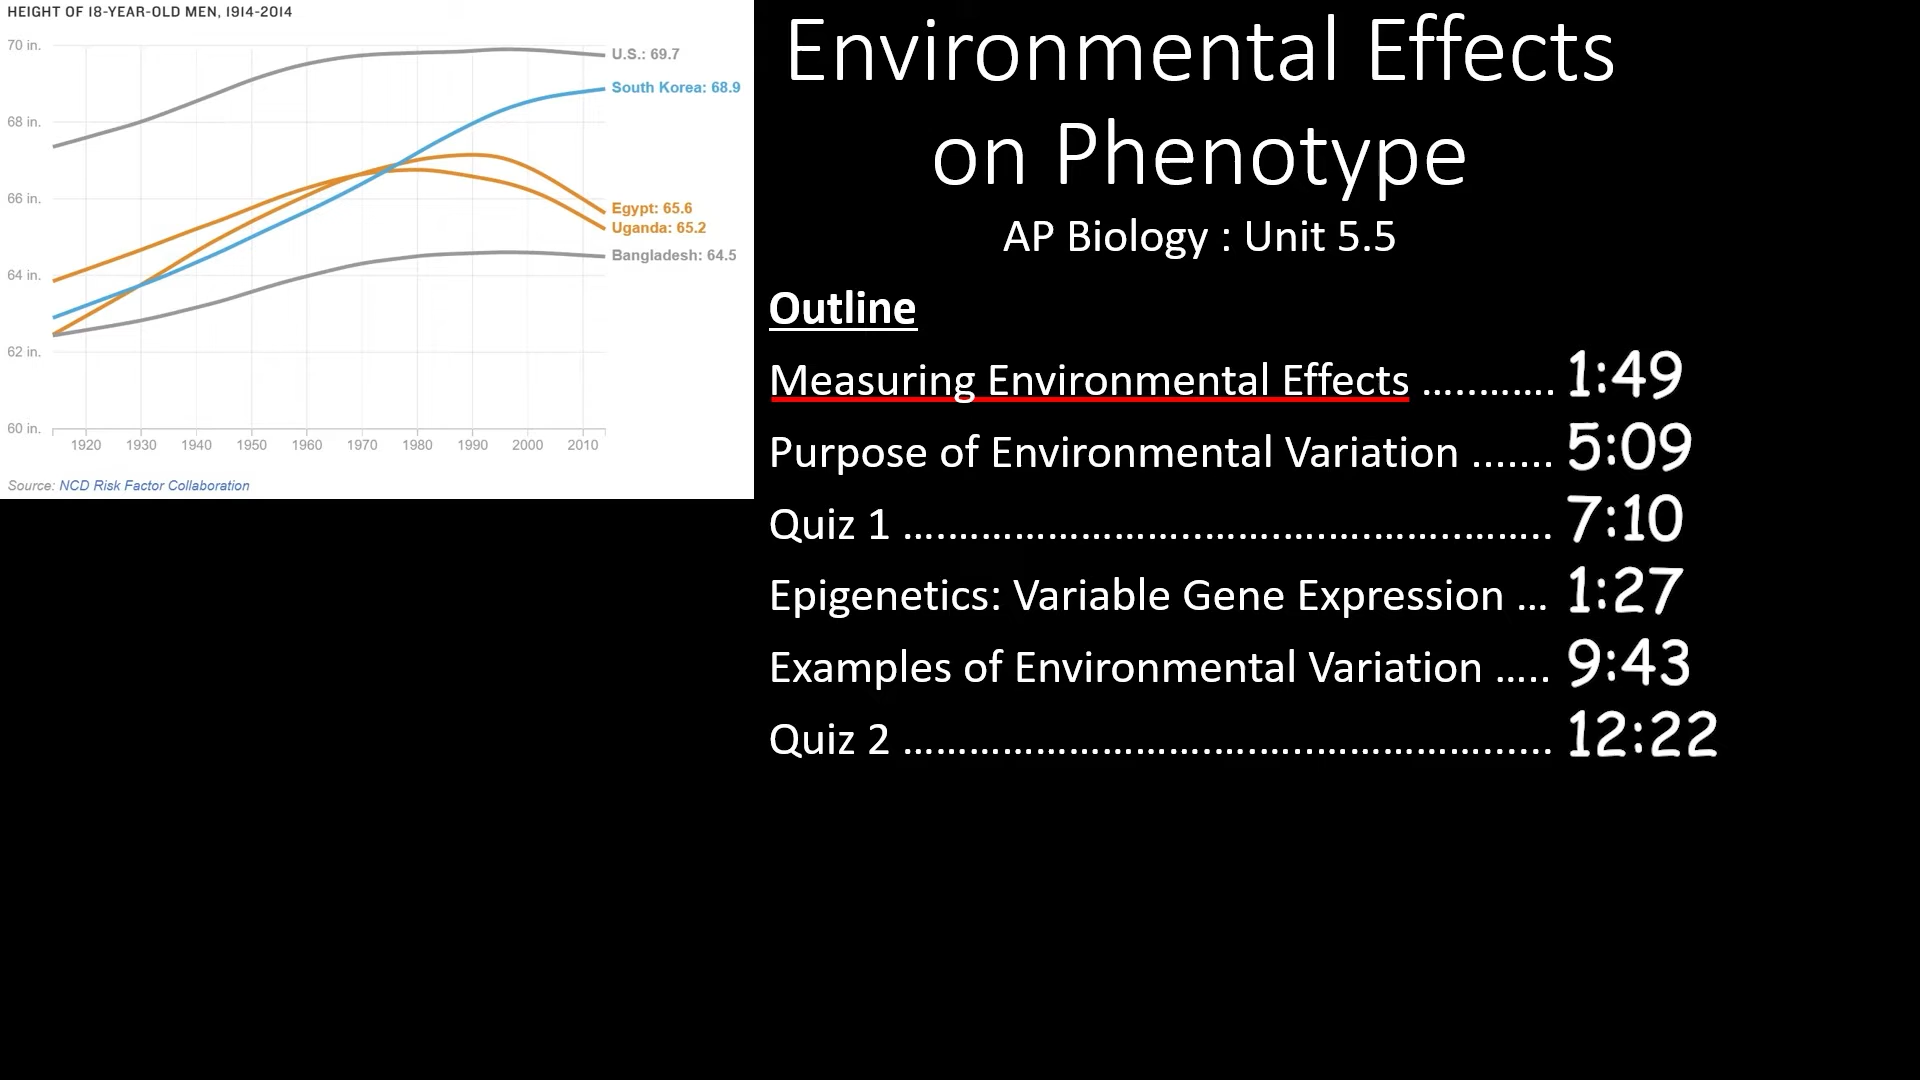 HEIGHT OF 18-YEAR-OLD MEN, 1914-2014
70 in.
68 in.
66 in.
64 in.
62 in.
60 in.
U.S.: 69.7
South Korea: 68.9
Egypt: 65.6
Uganda: 65.2
Bangladesh: 64.5
1920 1930 1940 1950 1960 1970 1980 1990 2000 2010
Source: NCD Risk Factor Collaboration
Environmental Effects
on Phenotype
AP Biology : Unit 5.5
Outline
Measuring Environmental Effects ............ 1:49
Purpose of Environmental Variation ....... 5:09
Quiz 1 ................................................ 7:10
Epigenetics: Variable Gene Expression ... 1:27
Examples of Environmental Variation ..... 9:43
Quiz 2 ................................................ 12:22